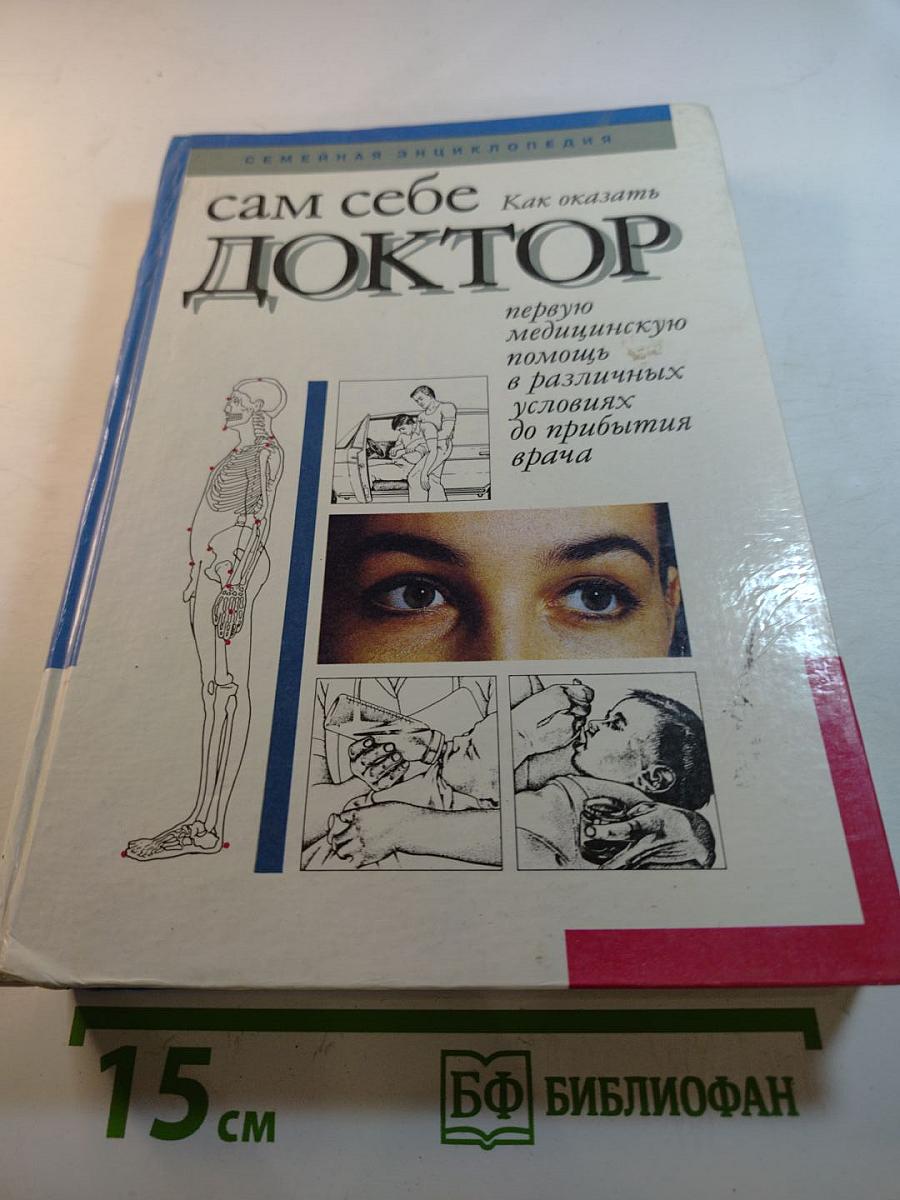 СЕМЕЙНАЯ ЭНЦИКЛОПЕДИЯ
сам себе
Как оказать
ДОКТОР
первую
медицинскую
помощь
в различных
условиях
до прибытия
врача
15 см
БФ БИБЛИОФАН